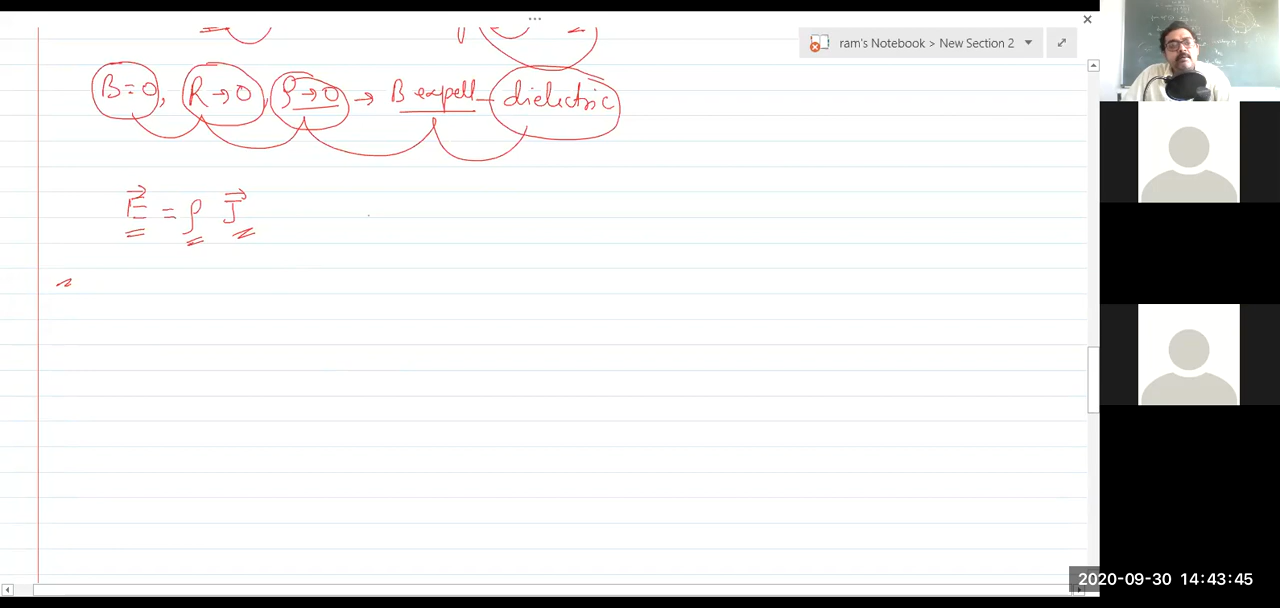 ram's Notebook > New Section 2
B=0, R→0, ρ→0 → B expell – dielectric
E⃗ = ρ J⃗
2020-09-30 14:43:45